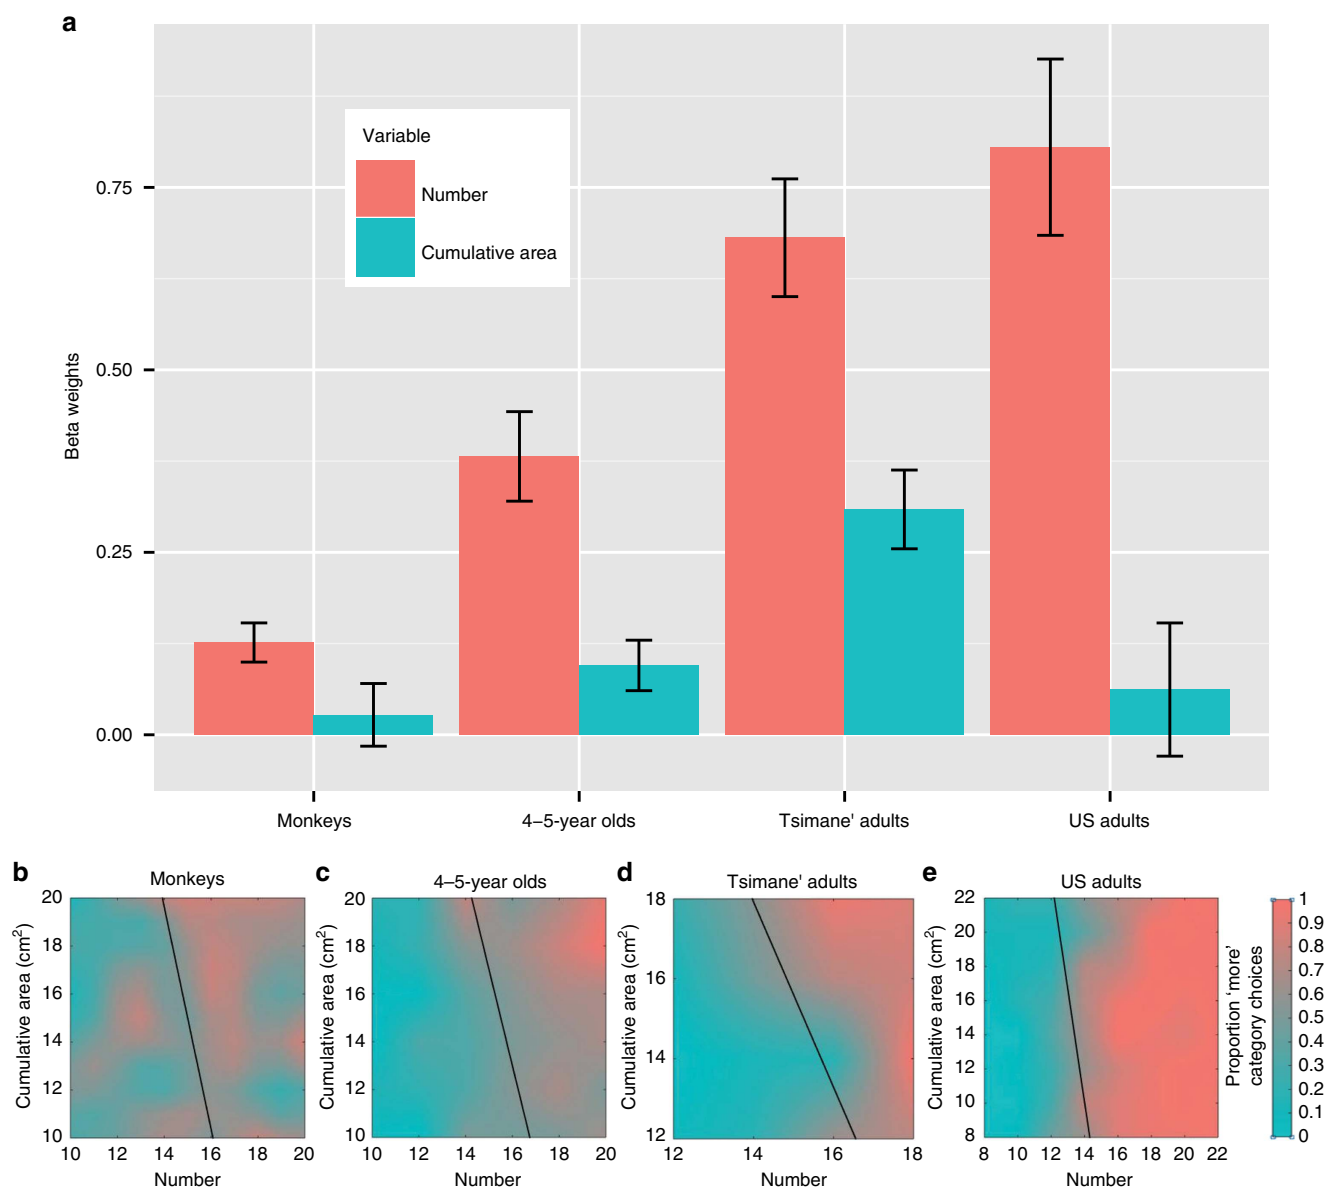 a
Variable
Number
Cumulative area
Beta weights
0.75
0.50
0.25
0.00
Monkeys
4–5-year olds
Tsimane' adults
US adults
b
Monkeys
Cumulative area (cm²)
20
18
16
14
12
10
10 12 14 16 18 20
Number
c
4–5-year olds
Cumulative area (cm²)
20
18
16
14
12
10
10 12 14 16 18 20
Number
d
Tsimane' adults
Cumulative area (cm²)
18
16
14
12
12 14 16 18
Number
e
US adults
Cumulative area (cm²)
22
20
18
16
14
12
10
8
8 10 12 14 16 18 20 22
Number
Proportion 'more'
category choices
1
0.9
0.8
0.7
0.6
0.5
0.4
0.3
0.2
0.1
0